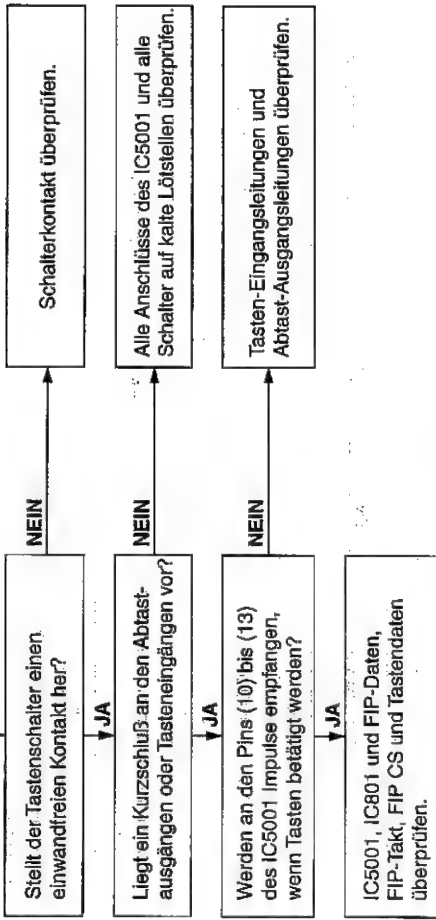 Stellt der Tastenschalter einen
einwandfreien Kontakt her?
NEIN
Schalterkontakt überprüfen.
JA
Liegt ein Kurzschluß an den Abtast-
ausgängen oder Tasteneingängen vor?
NEIN
Alle Anschlüsse des IC5001 und alle
Schalter auf kalte Lötstellen überprüfen.
JA
Werden an den Pins (10) bis (13)
des IC5001 Impulse empfangen,
wenn Tasten betätigt werden?
NEIN
Tasten-Eingangsleitungen und
Abtast-Ausgangsleitungen überprüfen.
JA
IC5001, IC801 und FIP-Daten,
FIP-Takt, FIP CS und Tastendaten
überprüfen.